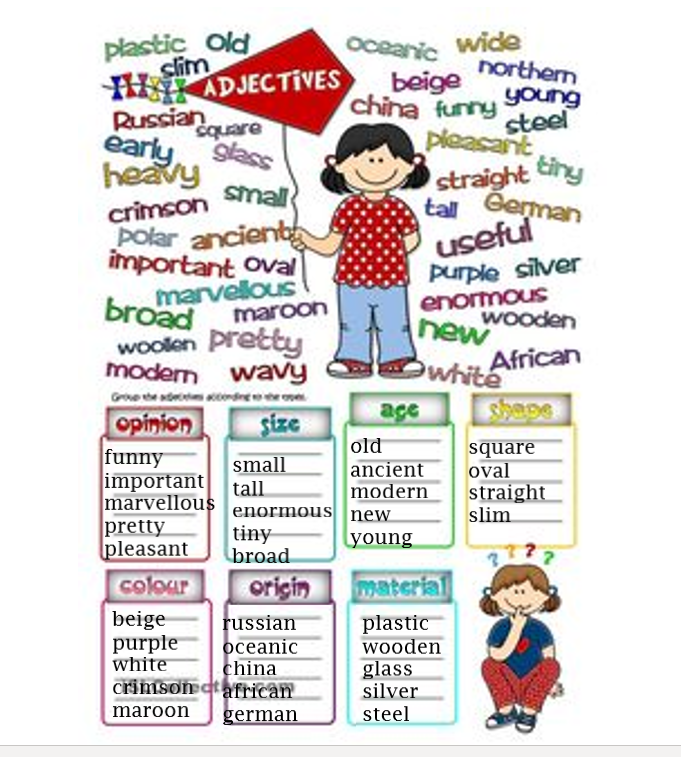 plastic old oceanic wide
slim ADJECTIVES northern
beige young
Russian china funny steel
square pleasant
early glass tiny
heavy straight
small German
crimson tall
polar ancient useful
important oval purple silver
marvellous enormous
broad maroon wooden
woollen pretty new
modern wavy African
white
Group the adjectives according to the types.
opinion size age shape
funny small old square
important tall ancient oval
marvellous enormous modern straight
pretty tiny new slim
pleasant broad young
? ? ? ?
colour origin material
beige russian plastic
purple oceanic wooden
white china glass
crimson african silver
maroon german steel